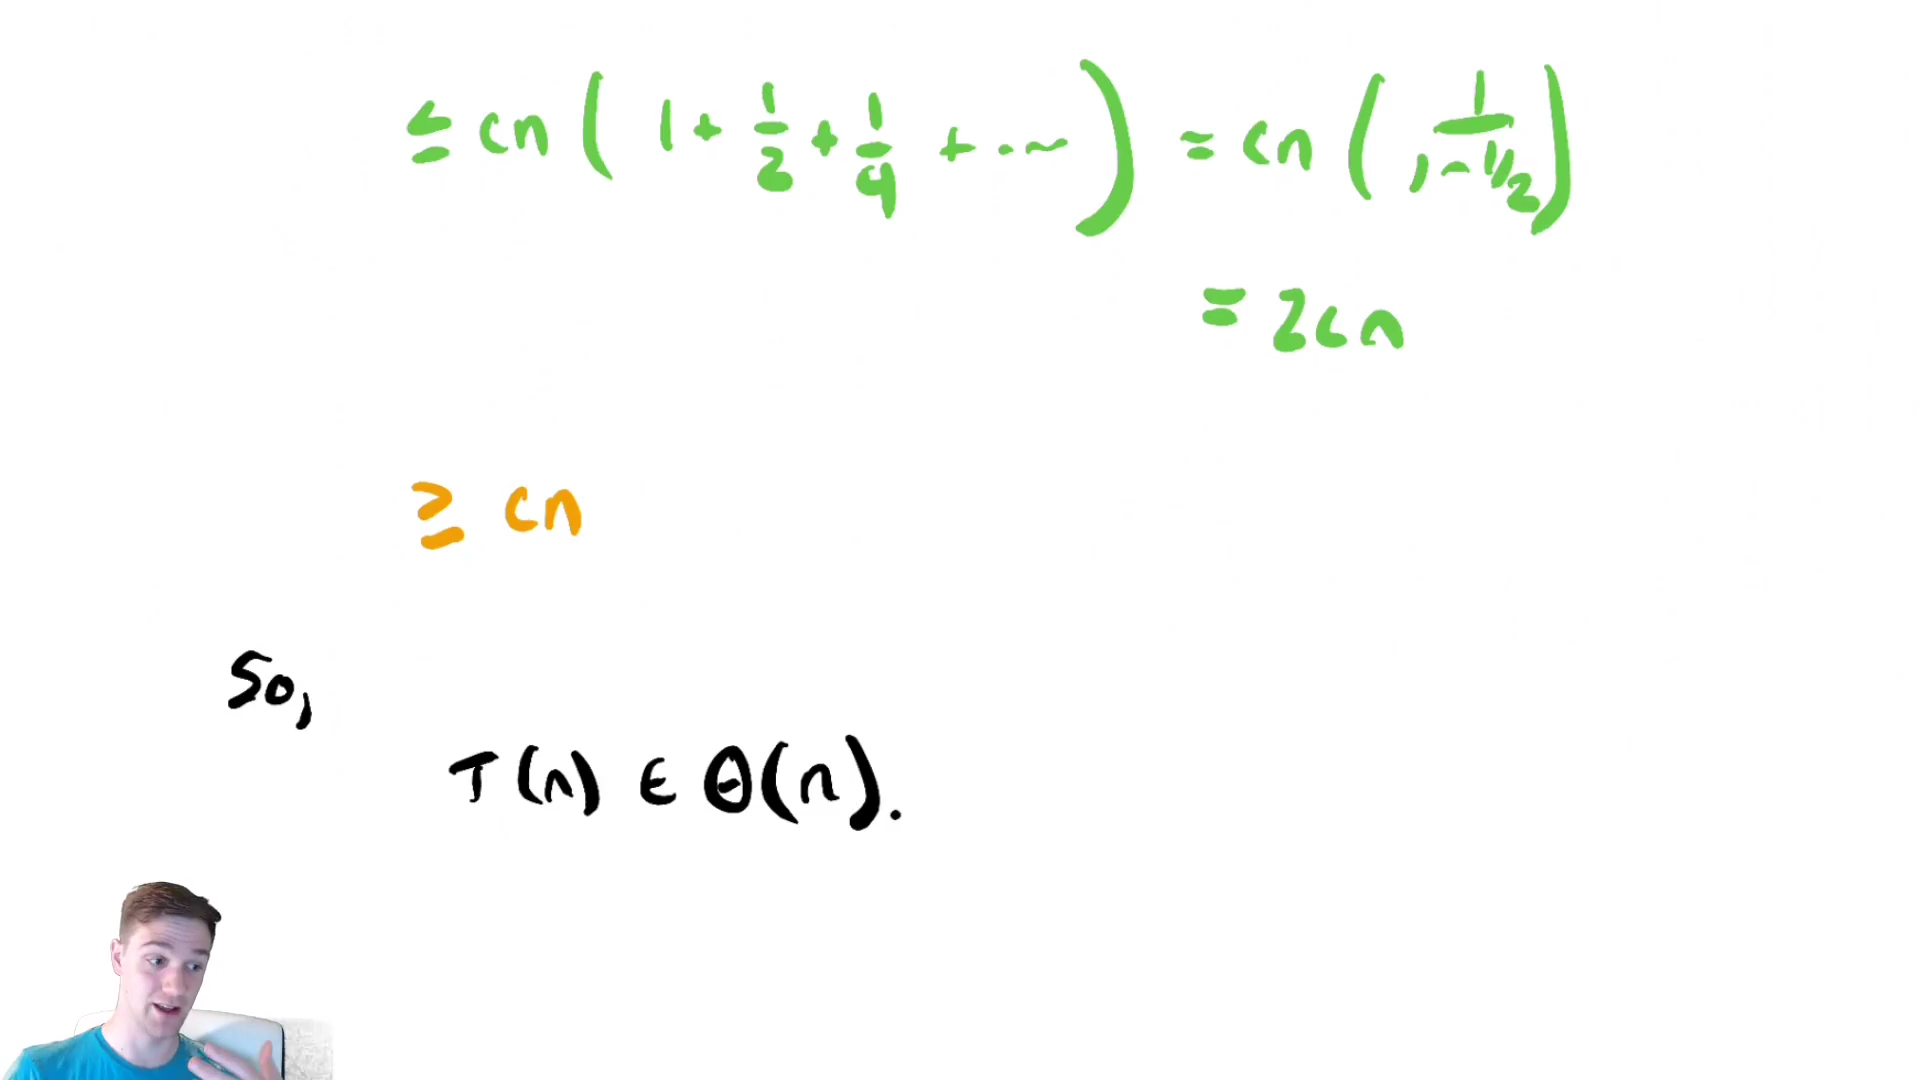 ≤ cn ( 1 + 1/2 + 1/4 + ... ) = cn ( 1 / (1 - 1/2) )
= 2cn
≥ cn
So,
T(n) ∈ Θ(n).